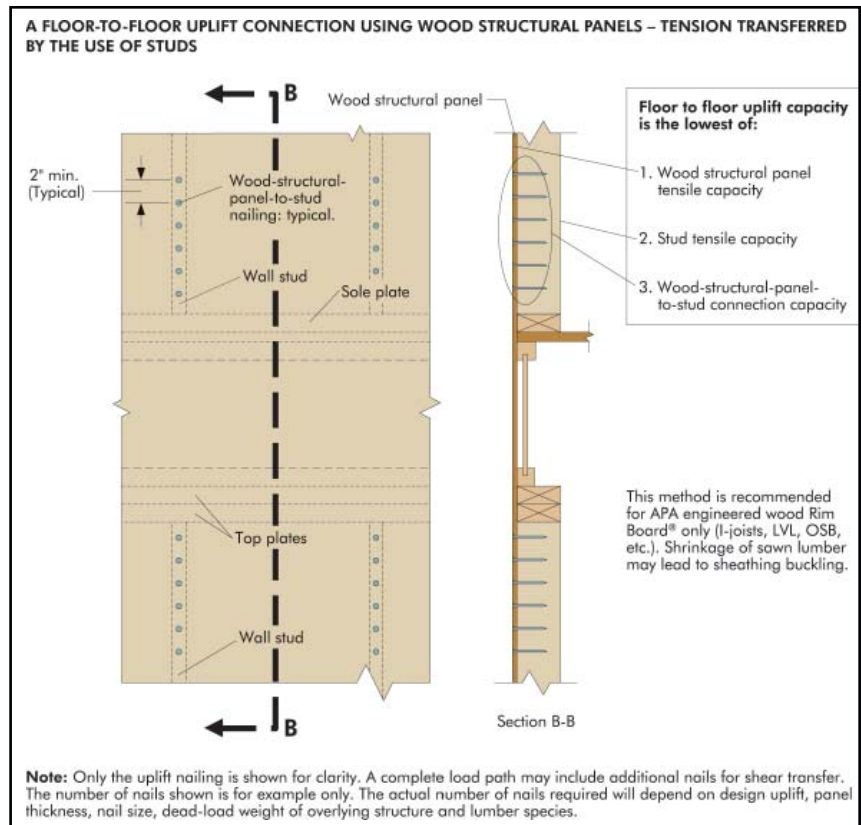 A FLOOR-TO-FLOOR UPLIFT CONNECTION USING WOOD STRUCTURAL PANELS – TENSION TRANSFERRED
BY THE USE OF STUDS
B
Wood structural panel
Floor to floor uplift capacity
is the lowest of:
1. Wood structural panel
tensile capacity
2. Stud tensile capacity
3. Wood-structural-panel-
to-stud connection capacity
2" min.
(Typical)
Wood-structural-
panel-to-stud
nailing: typical.
Wall stud
Sole plate
Top plates
This method is recommended
for APA engineered wood Rim
Board® only (I-joists, LVL, OSB,
etc.). Shrinkage of sawn lumber
may lead to sheathing buckling.
Wall stud
B
Section B-B
Note: Only the uplift nailing is shown for clarity. A complete load path may include additional nails for shear transfer.
The number of nails shown is for example only. The actual number of nails required will depend on design uplift, panel
thickness, nail size, dead-load weight of overlying structure and lumber species.